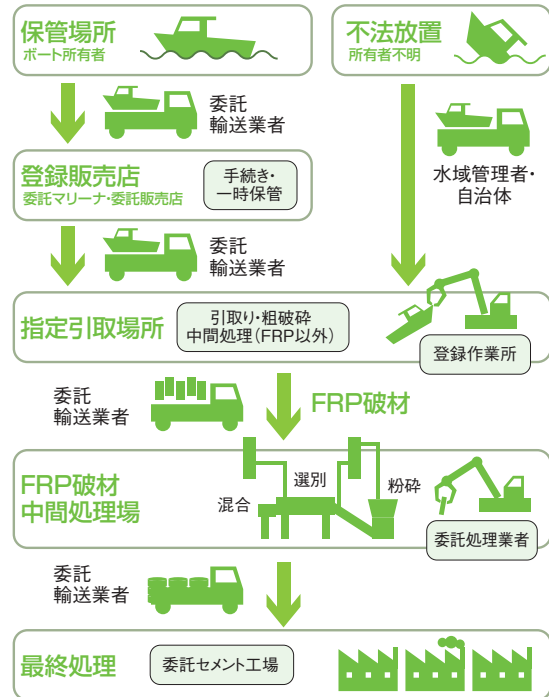 保管場所
ボート所有者
不法放置
所有者不明
委託
輸送業者
登録販売店
委託マリーナ・委託販売店
手続き・
一時保管
水域管理者・
自治体
委託
輸送業者
指定引取場所
引取り・粗破砕
中間処理(FRP以外)
登録作業所
委託
輸送業者
FRP破材
FRP破材
中間処理場
混合
選別
粉砕
委託処理業者
委託
輸送業者
最終処理
委託セメント工場